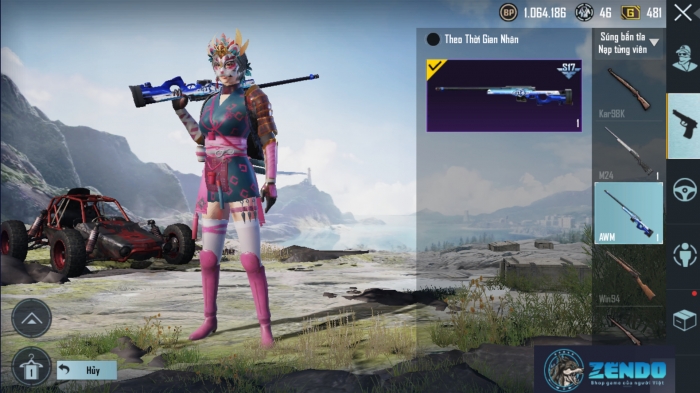 BP 1.064.186 46 G 481
Theo Thời Gian Nhận
Súng bắn tỉa
Nạp từng viên
S17
1
Kar98K
M24
1
AWM
1
Win94
1
Hủy
ZENDO
Shop game của người Việt